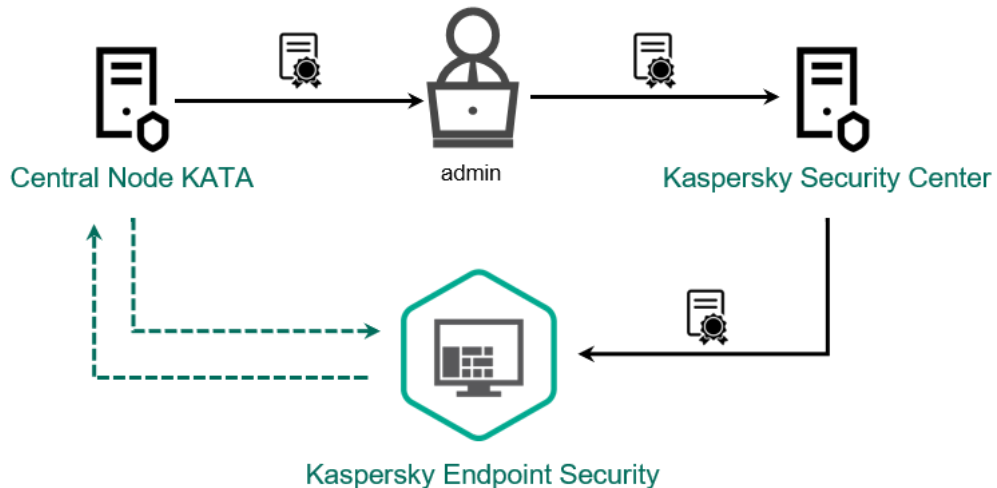 admin
Central Node KATA
Kaspersky Security Center
Kaspersky Endpoint Security